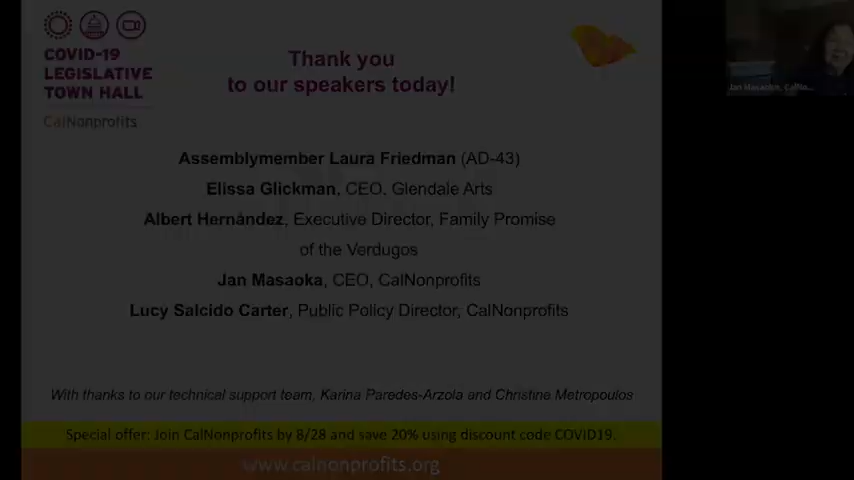 COVID-19
LEGISLATIVE
TOWN HALL
CalNonprofits
Thank you
to our speakers today!
Assemblymember Laura Friedman (AD-43)
Elissa Glickman, CEO, Glendale Arts
Albert Hernández, Executive Director, Family Promise
of the Verdugos
Jan Masaoka, CEO, CalNonprofits
Lucy Salcido Carter, Public Policy Director, CalNonprofits
With thanks to our technical support team, Karina Paredes-Arzola and Christine Metropoulos
Special offer: Join CalNonprofits by 8/28 and save 20% using discount code COVID19.
www.calnonprofits.org
Jan Masaoka, CalNo...